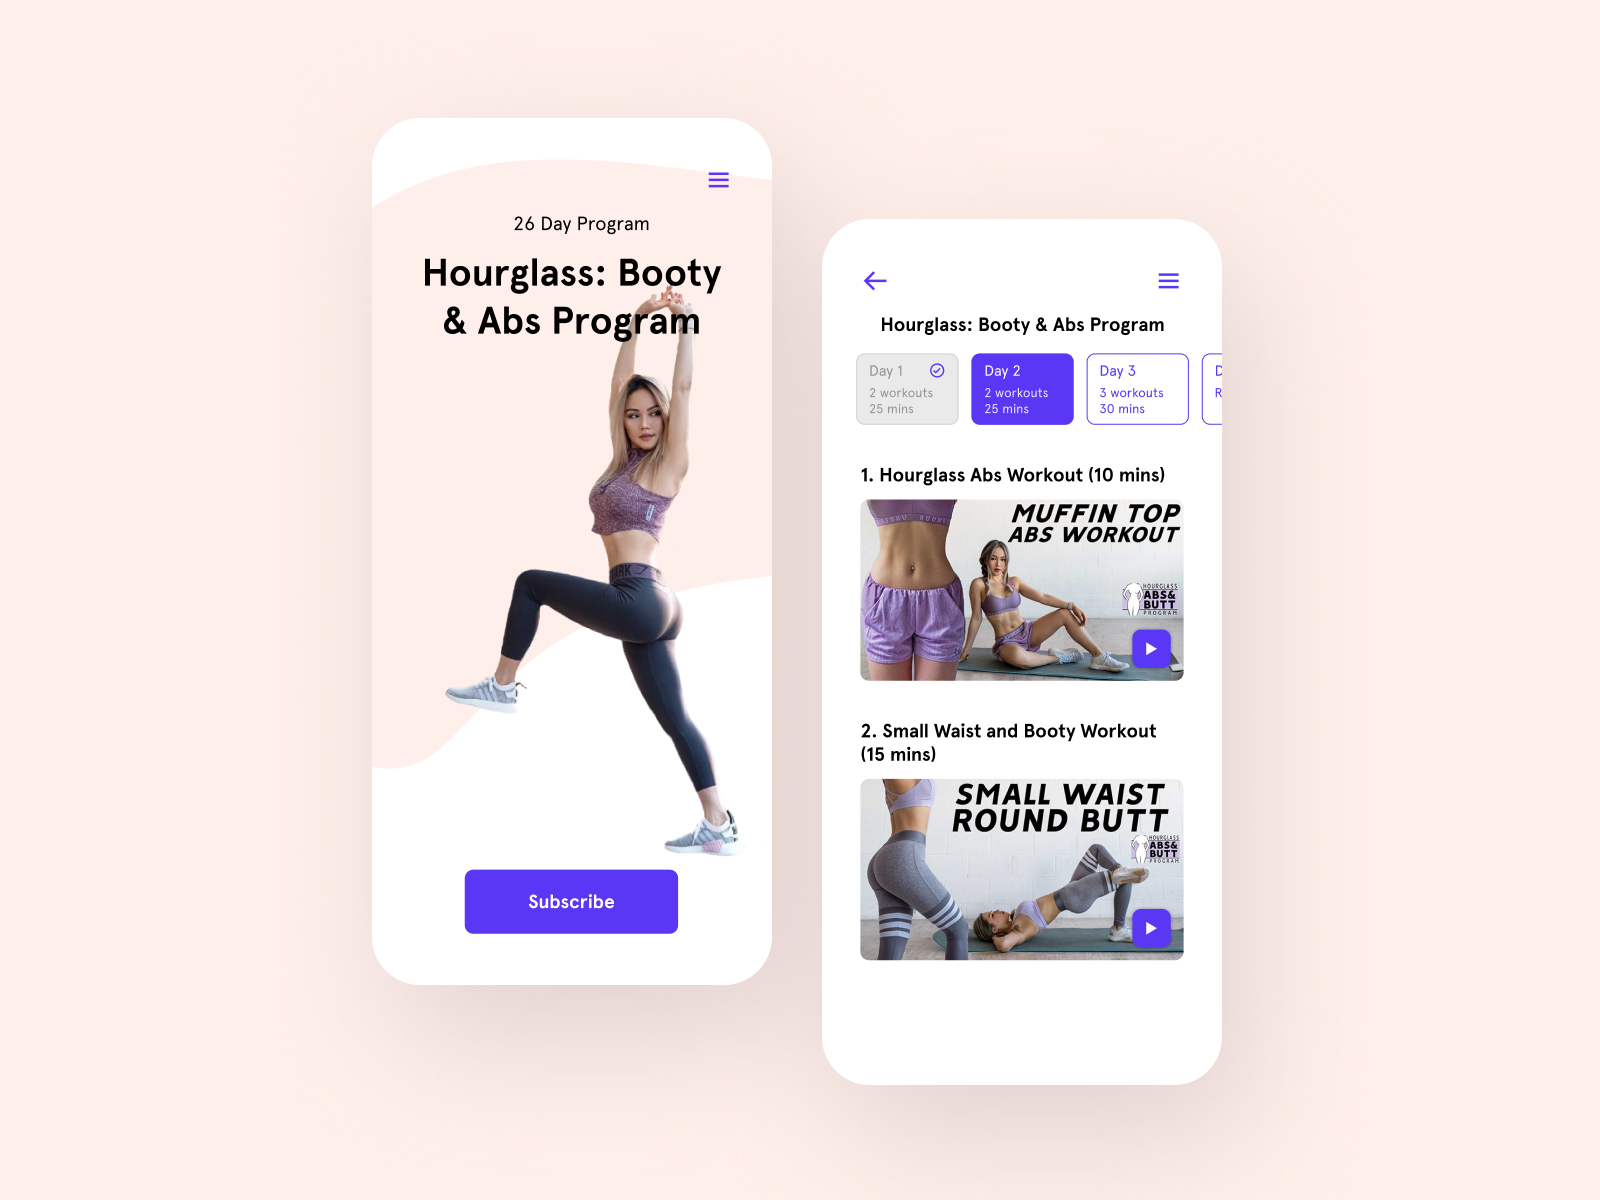 26 Day Program
Hourglass: Booty
& Abs Program
Subscribe
Hourglass: Booty & Abs Program
Day 1
2 workouts
25 mins
Day 2
2 workouts
25 mins
Day 3
3 workouts
30 mins
1. Hourglass Abs Workout (10 mins)
MUFFIN TOP
ABS WORKOUT
HOURGLASS
ABS&
BUTT
PROGRAM
2. Small Waist and Booty Workout
(15 mins)
SMALL WAIST
ROUND BUTT
HOURGLASS
ABS&
BUTT
PROGRAM